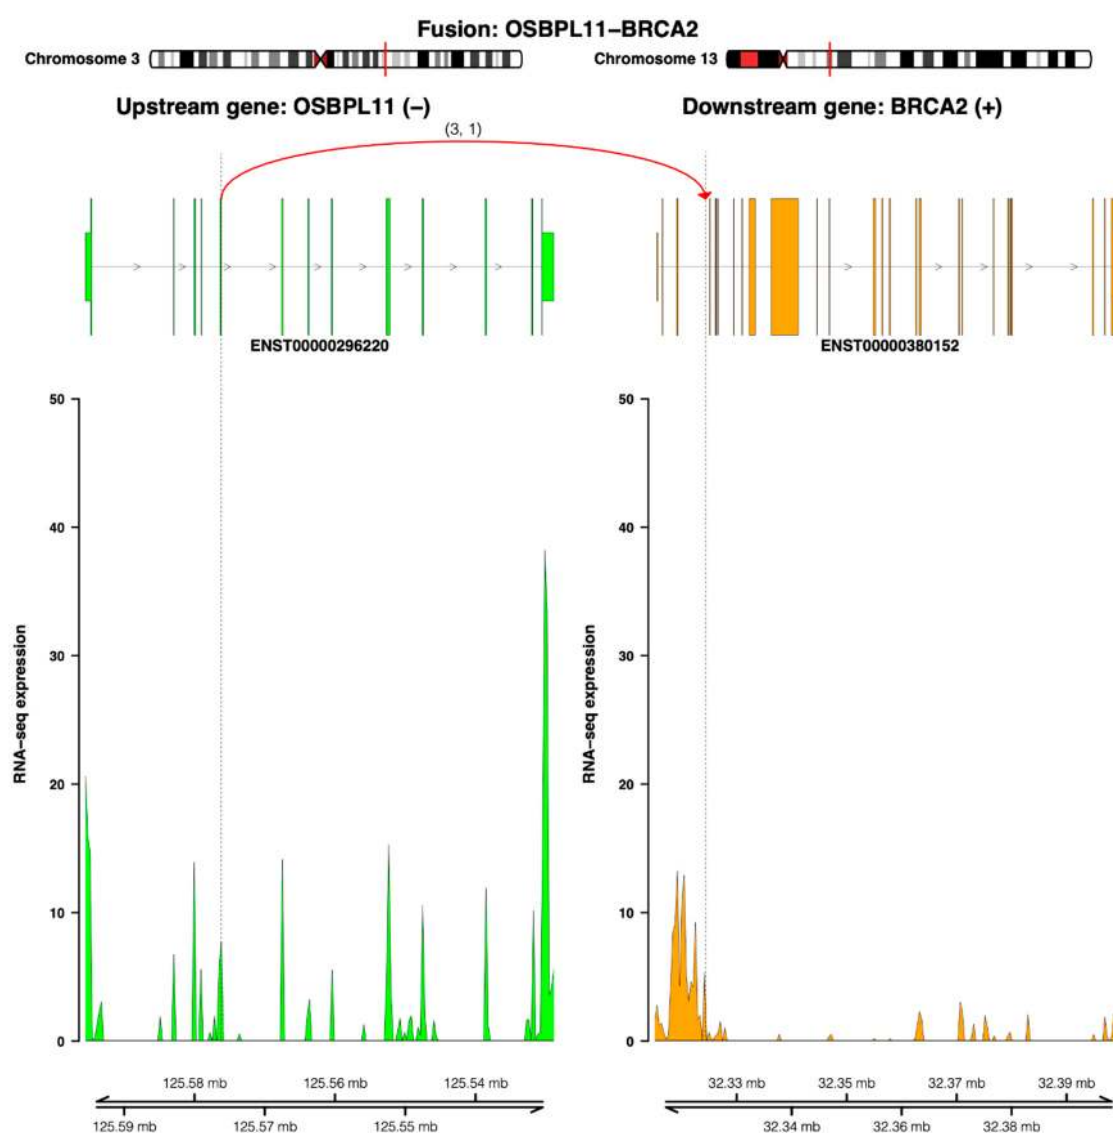 Fusion: OSBPL11−BRCA2
Chromosome 3
Chromosome 13
Upstream gene: OSBPL11 (−)
Downstream gene: BRCA2 (+)
(3, 1)
ENST00000296220
ENST00000380152
50
40
30
20
10
0
RNA−seq expression
50
40
30
20
10
0
RNA−seq expression
125.58 mb
125.56 mb
125.54 mb
125.59 mb
125.57 mb
125.55 mb
32.33 mb
32.35 mb
32.37 mb
32.39 mb
32.34 mb
32.36 mb
32.38 mb